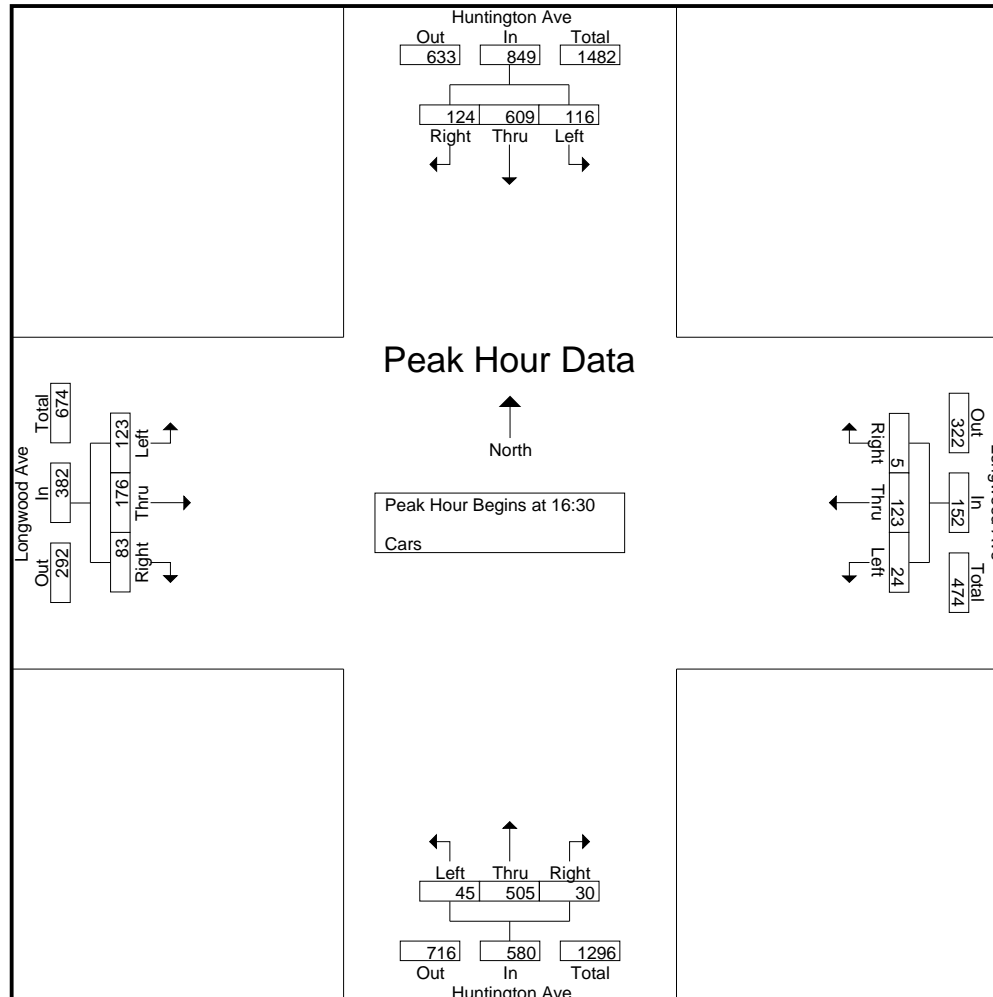 Huntington Ave
Out In Total
633 849 1482
124 609 116
Right Thru Left
Peak Hour Data
North
Peak Hour Begins at 16:30
Cars
Longwood Ave
Total In Out
674 382 292
123 176 83
Left Thru Right
Out In Total
322 152 474
5 123 24
Right Thru Left
Left Thru Right
45 505 30
716 580 1296
Out In Total
Huntington Ave